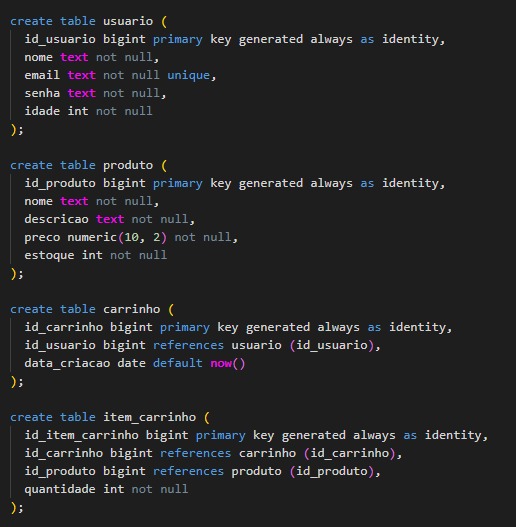 create table usuario (
id_usuario bigint primary key generated always as identity,
nome text not null,
email text not null unique,
senha text not null,
idade int not null
);
create table produto (
id_produto bigint primary key generated always as identity,
nome text not null,
descricao text not null,
preco numeric(10, 2) not null,
estoque int not null
);
create table carrinho (
id_carrinho bigint primary key generated always as identity,
id_usuario bigint references usuario (id_usuario),
data_criacao date default now()
);
create table item_carrinho (
id_item_carrinho bigint primary key generated always as identity,
id_carrinho bigint references carrinho (id_carrinho),
id_produto bigint references produto (id_produto),
quantidade int not null
);